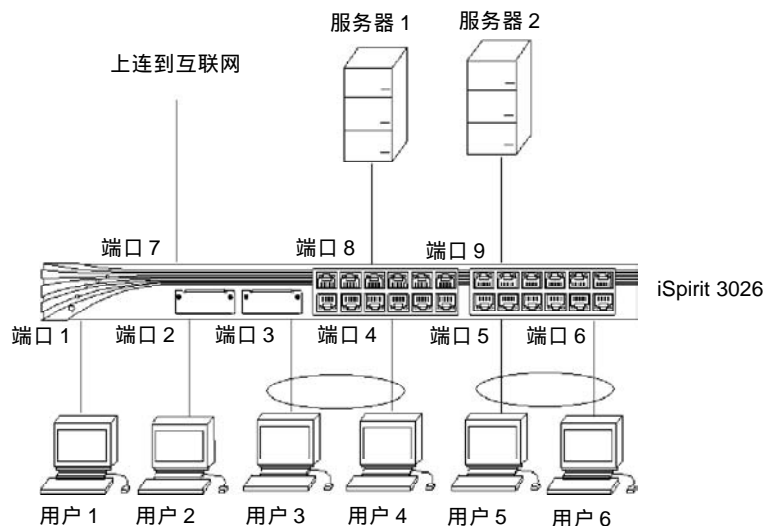 服务器 1
服务器 2
上连到互联网
端口 7
端口 8
端口 9
iSpirit 3026
端口 1
端口 2
端口 3
端口 4
端口 5
端口 6
用户 1
用户 2
用户 3
用户 4
用户 5
用户 6